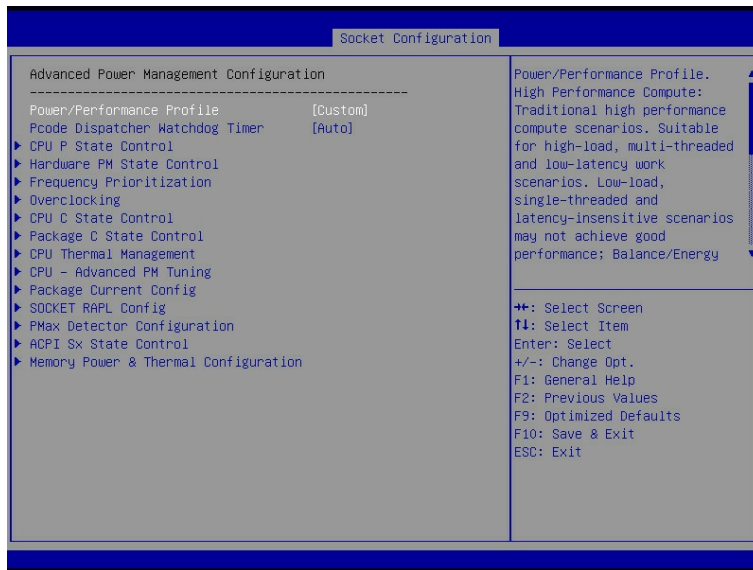 Socket Configuration
Advanced Power Management Configuration
------------------------------------------------
Power/Performance Profile [Custom]
Pcode Dispatcher Watchdog Timer [Auto]
CPU P State Control
Hardware PM State Control
Frequency Prioritization
Overclocking
CPU C State Control
Package C State Control
CPU Thermal Management
CPU - Advanced PM Tuning
Package Current Config
SOCKET RAPL Config
PMax Detector Configuration
ACPI Sx State Control
Memory Power & Thermal Configuration
Power/Performance Profile.
High Performance Compute:
Traditional high performance
compute scenarios. Suitable
for high-load, multi-threaded
and low-latency work
scenarios. Low-load,
single-threaded and
latency-insensitive scenarios
may not achieve good
performance; Balance/Energy
→←: Select Screen
↑↓: Select Item
Enter: Select
+/-: Change Opt.
F1: General Help
F2: Previous Values
F9: Optimized Defaults
F10: Save & Exit
ESC: Exit